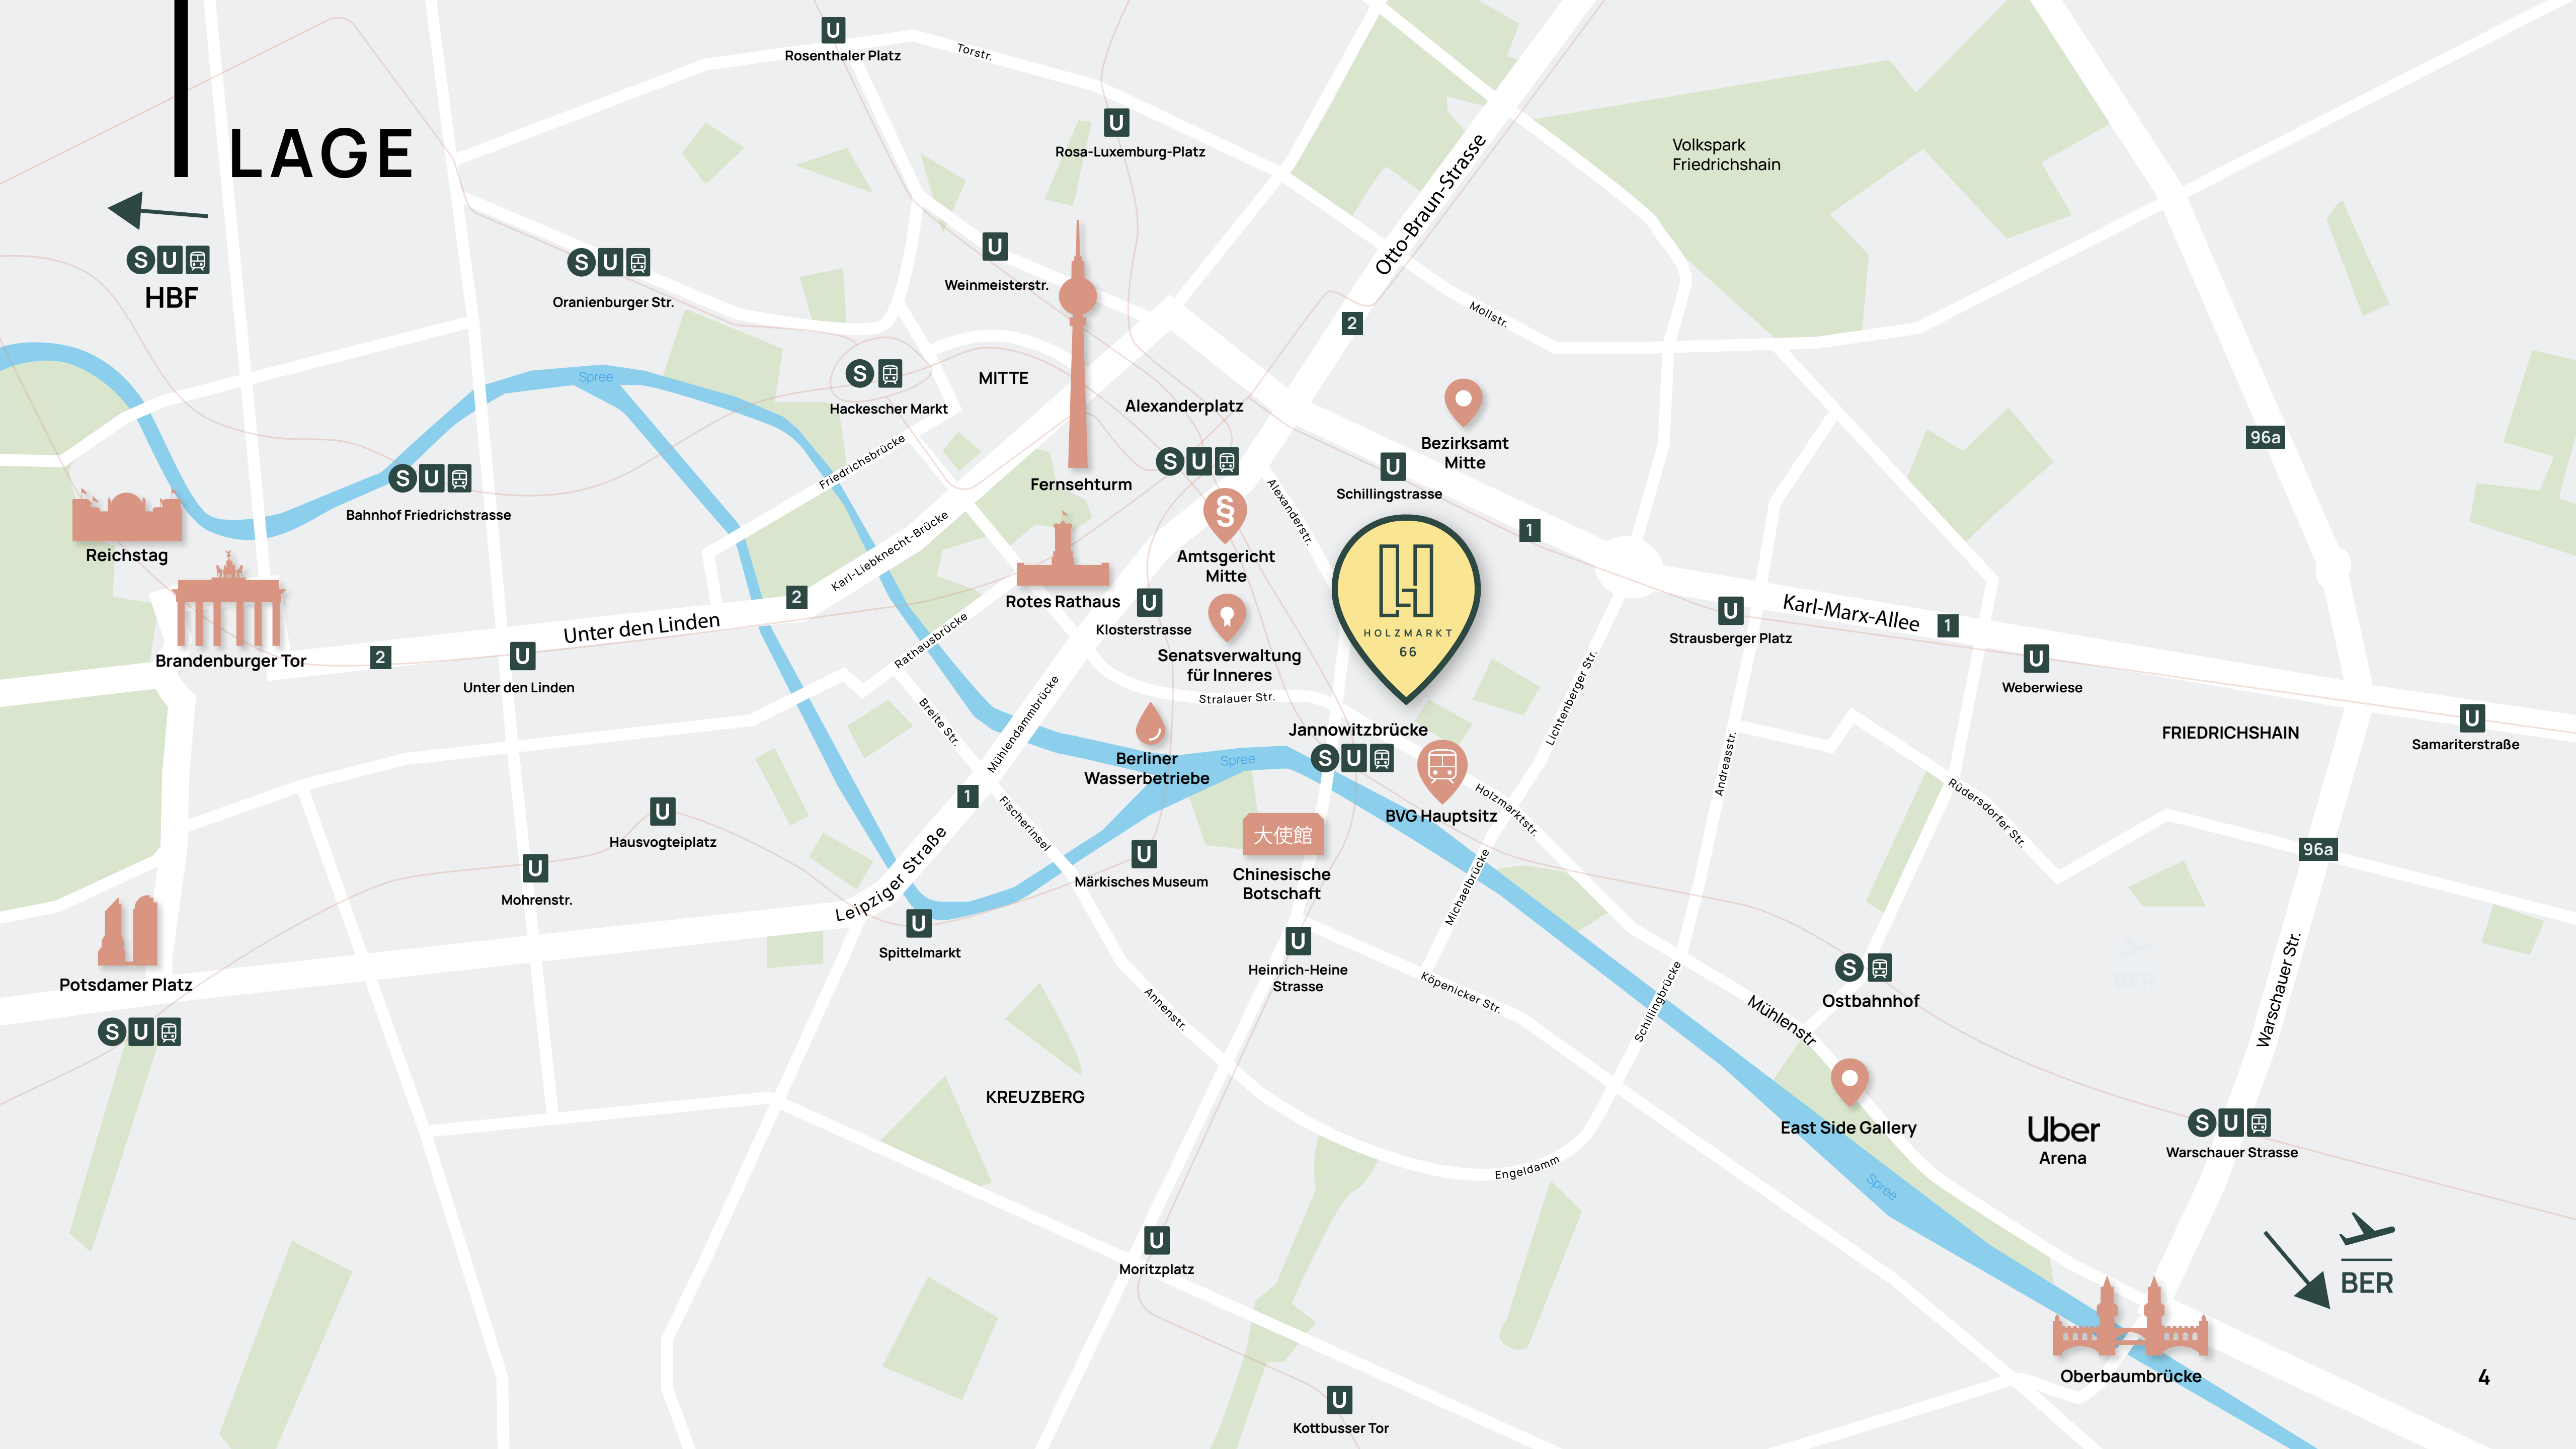 LAGE
U
Rosenthaler Platz
Torstr.
U
Rosa-Luxemburg-Platz
Volkspark
Friedrichshain
Otto-Braun-Strasse
S U
HBF
S U
Oranienburger Str.
U
Weinmeisterstr.
2
Mollstr.
Spree
S
Hackescher Markt
MITTE
Alexanderplatz
S U
Fernsehturm
Friedrichsbrücke
Bezirksamt
Mitte
U
Schillingstrasse
96a
S U
Bahnhof Friedrichstrasse
Reichstag
Brandenburger Tor
Karl-Liebknecht-Brücke
Rotes Rathaus
§
Amtsgericht
Mitte
Alexanderstr.
1
HOLZMARKT
66
2
Unter den Linden
2
U
Unter den Linden
Rathausbrücke
U
Klosterstrasse
Senatsverwaltung
für Inneres
Stralauer Str.
Lichtenberger Str.
U
Strausberger Platz
Karl-Marx-Allee
1
U
Weberwiese
FRIEDRICHSHAIN
U
Samariterstraße
Breite Str.
Mühlendammbrücke
Berliner
Wasserbetriebe
Spree
Jannowitzbrücke
S U
BVG Hauptsitz
Holzmarktstr.
Andreasstr.
Rüdersdorfer Str.
96a
1
Fischerinsel
U
Hausvogteiplatz
U
Mohrenstr.
Leipziger Straße
U
Spittelmarkt
U
Märkisches Museum
大使館
Chinesische
Botschaft
Michaelbrücke
U
Heinrich-Heine
Strasse
Köpenicker Str.
Annenstr.
Schillingbrücke
Mühlenstr
S
Ostbahnhof
BER
Warschauer Str.
Potsdamer Platz
S U
KREUZBERG
East Side Gallery
Uber
Arena
S U
Warschauer Strasse
Engeldamm
Spree
U
Moritzplatz
BER
Oberbaumbrücke
U
Kottbusser Tor
4